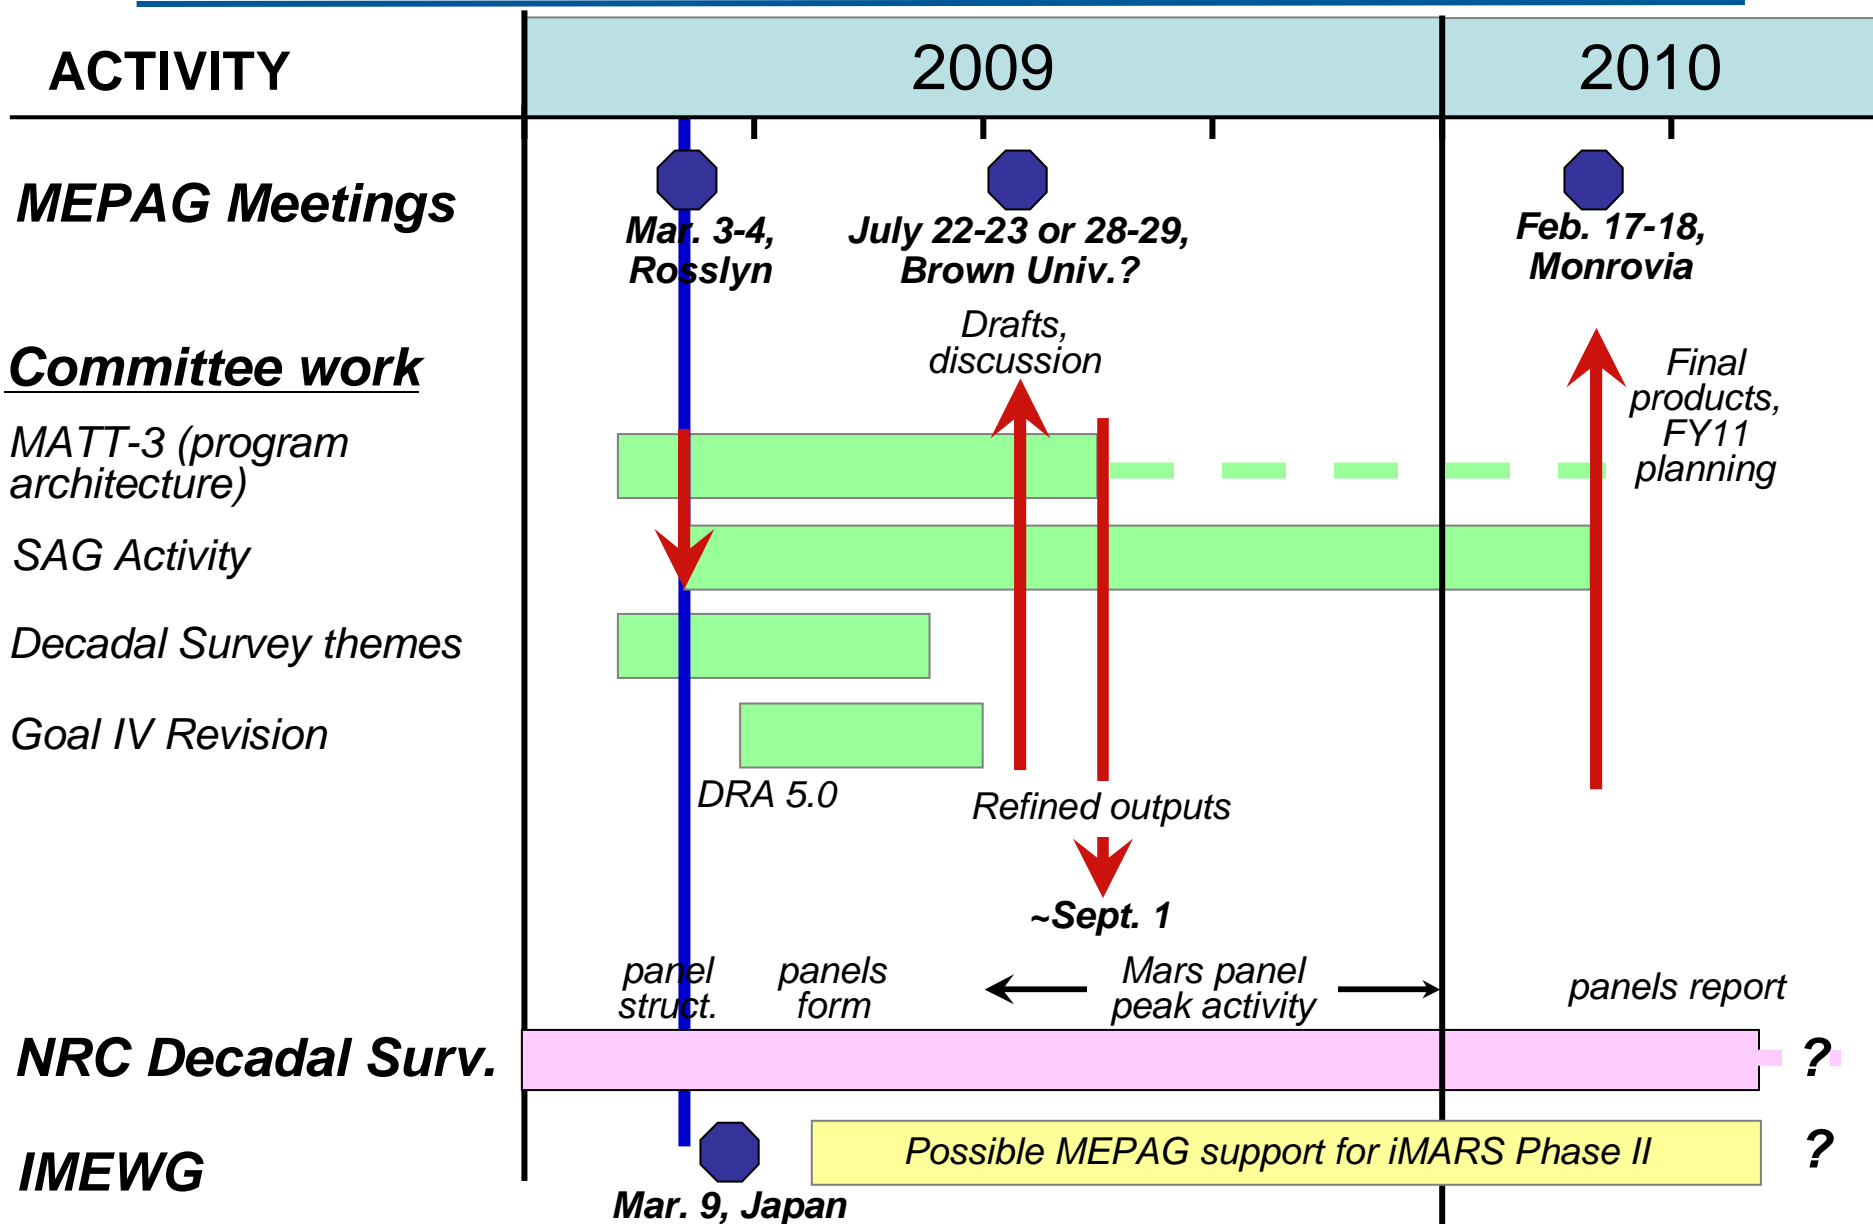 ACTIVITY
2009
2010
MEPAG Meetings
Mar. 3-4,
Rosslyn
July 22-23 or 28-29,
Brown Univ.?
Feb. 17-18,
Monrovia
Drafts,
discussion
Final
products,
FY11
planning
Committee work
MATT-3 (program
architecture)
SAG Activity
Decadal Survey themes
Goal IV Revision
DRA 5.0
Refined outputs
~Sept. 1
panel
struct.
panels
form
Mars panel
peak activity
panels report
NRC Decadal Surv.
?
IMEWG
Possible MEPAG support for iMARS Phase II
?
Mar. 9, Japan